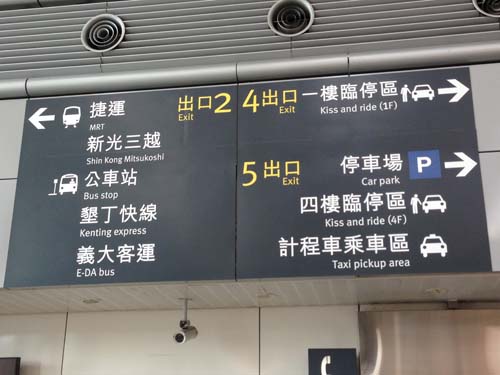 捷運
MRT
新光三越
Shin Kong Mitsukoshi
公車站
Bus stop
墾丁快線
Kenting express
義大客運
E-DA bus
出口 2
Exit
4 出口
Exit
一樓臨停區
Kiss and ride (1F)
5 出口
Exit
停車場 P
Car park
四樓臨停區
Kiss and ride (4F)
計程車乘車區
Taxi pickup area